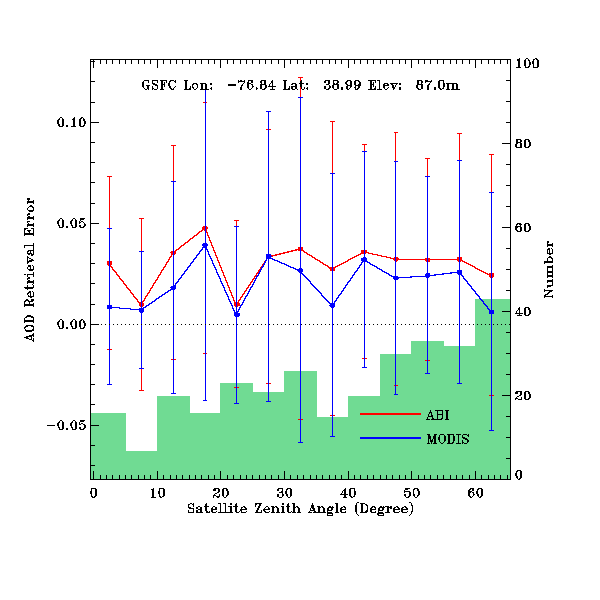 GSFC Lon: -76.84 Lat: 38.99 Elev: 87.0m
AOD Retrieval Error
0.10
0.05
0.00
-0.05
100
80
60
40
20
0
Number
ABI
MODIS
0 10 20 30 40 50 60
Satellite Zenith Angle (Degree)